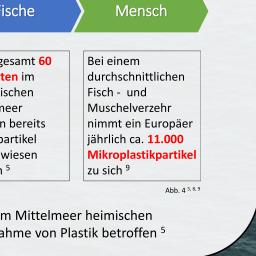 ische
Mensch
gesamt 60
ten im
ischen
meer
n bereits
partikel
wiesen
5
Bei einem
durchschnittlichen
Fisch - und
Muschelverzehr
nimmt ein Europäer
jährlich ca. 11.000
Mikroplastikpartikel
zu sich 9
Abb. 4 5, 8, 9
m Mittelmeer heimischen
ahme von Plastik betroffen 5